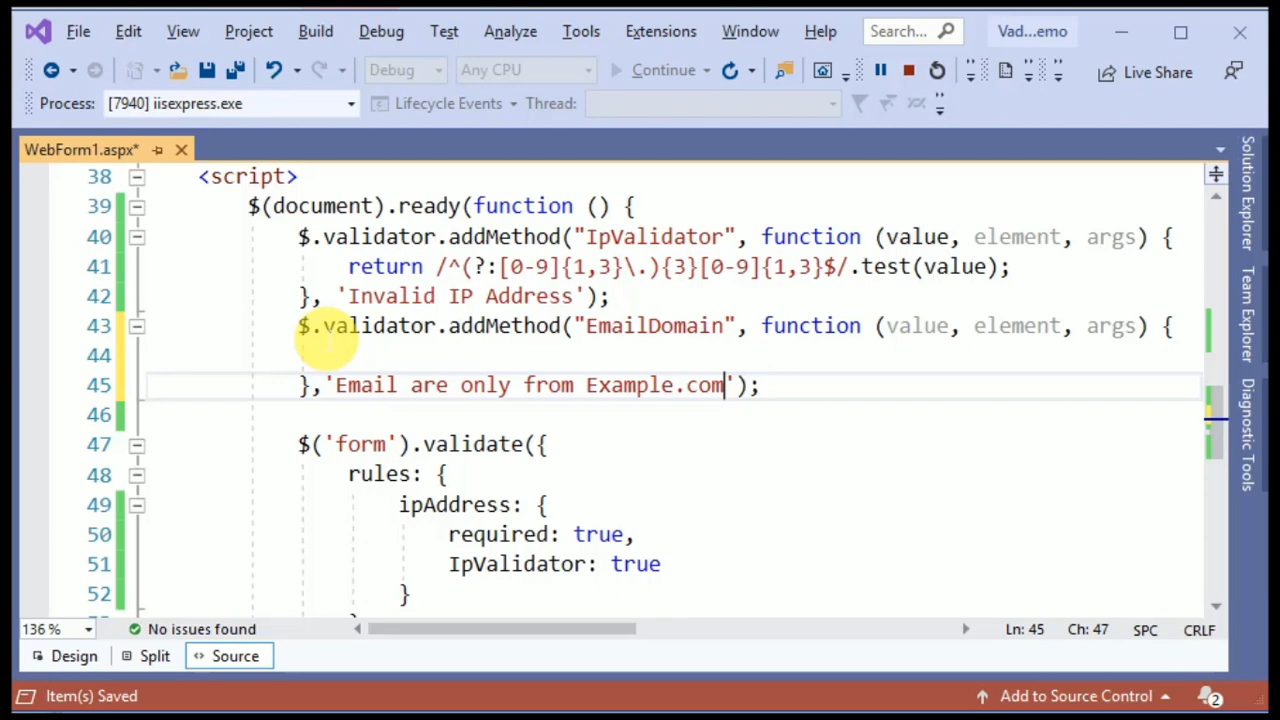 File Edit View Project Build Debug Test Analyze Tools Extensions Window Help Search... Vad...emo
Debug Any CPU Continue Live Share
Process: [7940] iisexpress.exe Lifecycle Events Thread:
WebForm1.aspx*
38 <script>
39 $(document).ready(function () {
40 $.validator.addMethod("IpValidator", function (value, element, args) {
41 return /^(?:[0-9]{1,3}\.){3}[0-9]{1,3}$/.test(value);
42 }, 'Invalid IP Address');
43 $.validator.addMethod("EmailDomain", function (value, element, args) {
44
45 },'Email are only from Example.com');
46
47 $('form').validate({
48 rules: {
49 ipAddress: {
50 required: true,
51 IpValidator: true
52 }
136 % No issues found Ln: 45 Ch: 47 SPC CRLF
Design Split Source
Item(s) Saved Add to Source Control 2
Solution Explorer
Team Explorer
Diagnostic Tools